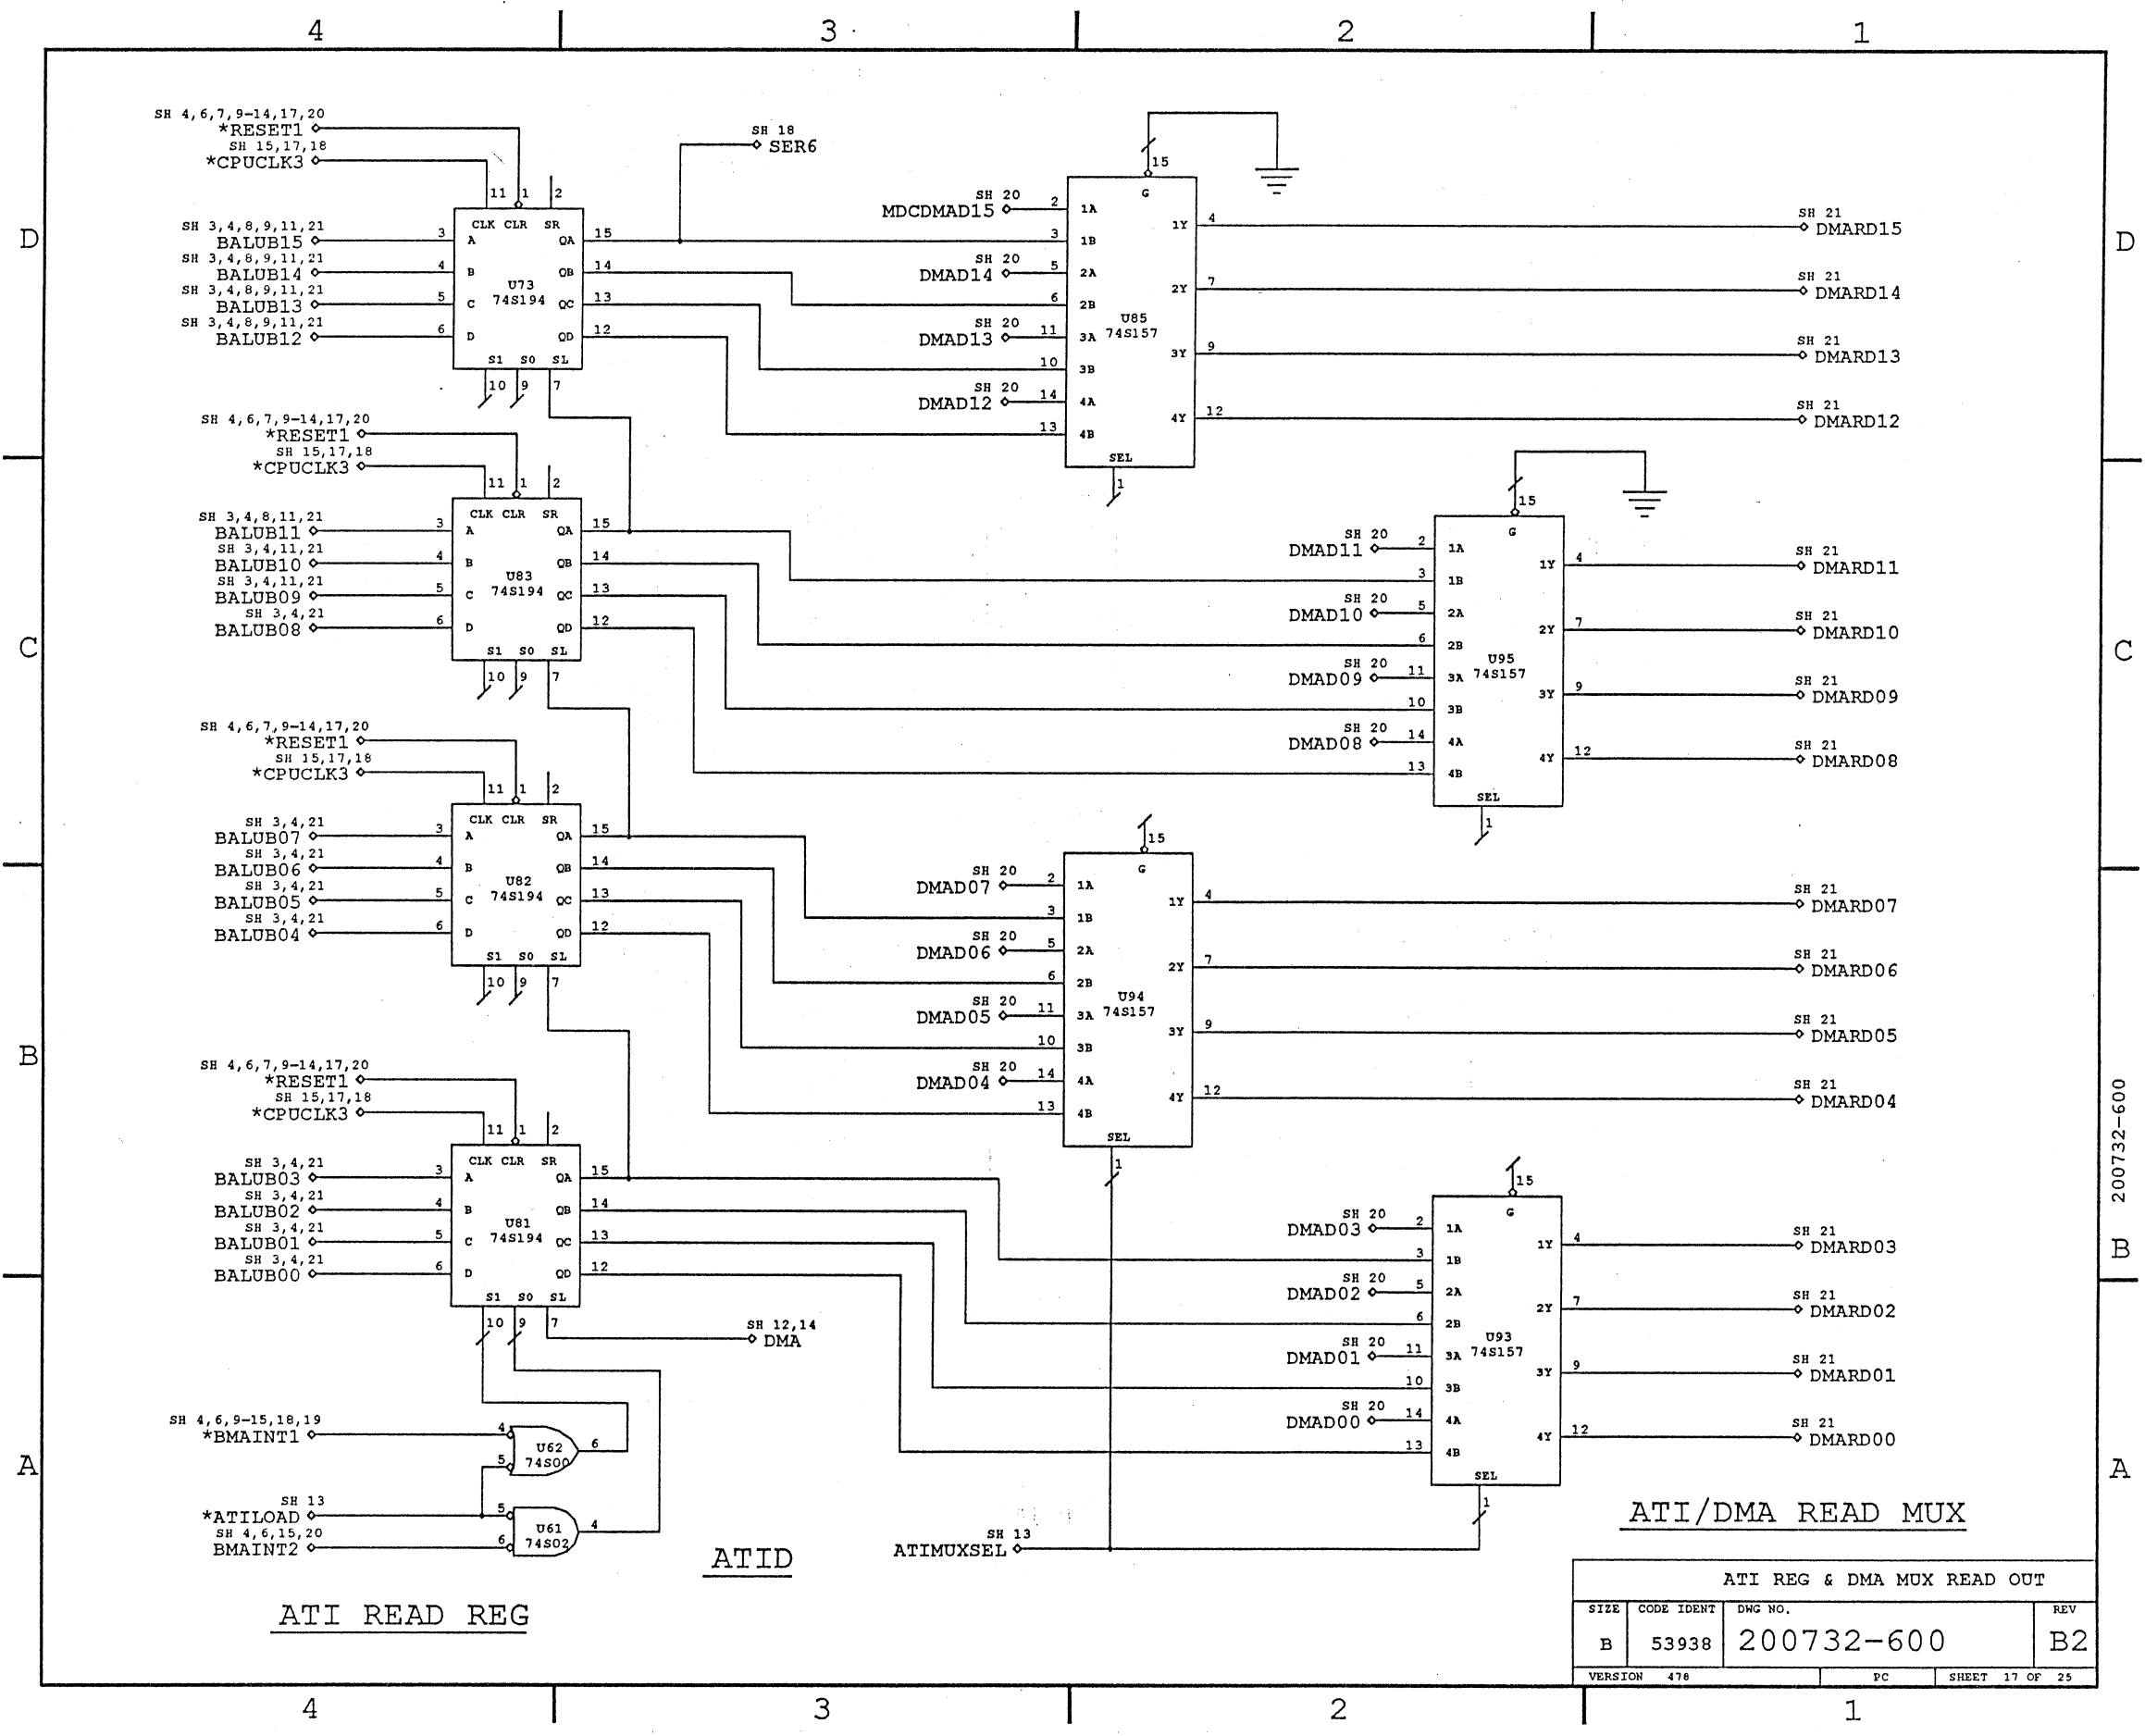 4 3 2 1
SH 4,6,7,9-14,17,20
*RESET1
SH 15,17,18
*CPUCLK3
11 1 2
CLK CLR SR
SH 3,4,8,9,11,21
BALUB15 3 A QA 15
SH 3,4,8,9,11,21
BALUB14 4 B QB 14
SH 3,4,8,9,11,21
BALUB13 5 C QC 13
SH 3,4,8,9,11,21
BALUB12 6 D QD 12
U73
74S194
S1 S0 SL
10 9 7
SH 18
SER6
15
G
SH 20
MDCDMAD15 2 1A
3 1B
SH 20
DMAD14 5 2A
6 2B
SH 20
DMAD13 11 3A
10 3B
SH 20
DMAD12 14 4A
13 4B
U85
74S157
SEL
1
1Y 4
SH 21
DMARD15
2Y 7
SH 21
DMARD14
3Y 9
SH 21
DMARD13
4Y 12
SH 21
DMARD12
D D
SH 4,6,7,9-14,17,20
*RESET1
SH 15,17,18
*CPUCLK3
11 1 2
CLK CLR SR
SH 3,4,8,11,21
BALUB11 3 A QA 15
SH 3,4,11,21
BALUB10 4 B QB 14
SH 3,4,11,21
BALUB09 5 C QC 13
SH 3,4,21
BALUB08 6 D QD 12
U83
74S194
S1 S0 SL
10 9 7
15
G
SH 20
DMAD11 2 1A
3 1B
SH 20
DMAD10 5 2A
6 2B
SH 20
DMAD09 11 3A
10 3B
SH 20
DMAD08 14 4A
13 4B
U95
74S157
SEL
1
1Y 4
SH 21
DMARD11
2Y 7
SH 21
DMARD10
3Y 9
SH 21
DMARD09
4Y 12
SH 21
DMARD08
C C
SH 4,6,7,9-14,17,20
*RESET1
SH 15,17,18
*CPUCLK3
11 1 2
CLK CLR SR
SH 3,4,21
BALUB07 3 A QA 15
SH 3,4,21
BALUB06 4 B QB 14
SH 3,4,21
BALUB05 5 C QC 13
SH 3,4,21
BALUB04 6 D QD 12
U82
74S194
S1 S0 SL
10 9 7
15
G
SH 20
DMAD07 2 1A
3 1B
SH 20
DMAD06 5 2A
6 2B
SH 20
DMAD05 11 3A
10 3B
SH 20
DMAD04 14 4A
13 4B
U94
74S157
SEL
1
1Y 4
SH 21
DMARD07
2Y 7
SH 21
DMARD06
3Y 9
SH 21
DMARD05
4Y 12
SH 21
DMARD04
B B
200732-600
SH 4,6,7,9-14,17,20
*RESET1
SH 15,17,18
*CPUCLK3
11 1 2
CLK CLR SR
SH 3,4,21
BALUB03 3 A QA 15
SH 3,4,21
BALUB02 4 B QB 14
SH 3,4,21
BALUB01 5 C QC 13
SH 3,4,21
BALUB00 6 D QD 12
U81
74S194
S1 S0 SL
10 9 7
SH 12,14
DMA
15
G
SH 20
DMAD03 2 1A
3 1B
SH 20
DMAD02 5 2A
6 2B
SH 20
DMAD01 11 3A
10 3B
SH 20
DMAD00 14 4A
13 4B
U93
74S157
SEL
1
1Y 4
SH 21
DMARD03
2Y 7
SH 21
DMARD02
3Y 9
SH 21
DMARD01
4Y 12
SH 21
DMARD00
A A
SH 4,6,9-15,18,19
*BMAINT1 4
5
U62
74S00
6
SH 13
*ATILOAD 5
SH 4,6,15,20
BMAINT2 6
U61
74S02
4
SH 13
ATIMUXSEL
ATID
ATI READ REG
ATI/DMA READ MUX
ATI REG & DMA MUX READ OUT
SIZE CODE IDENT DWG NO. REV
B 53938 200732-600 B2
VERSION 478 PC SHEET 17 OF 25
4 3 2 1